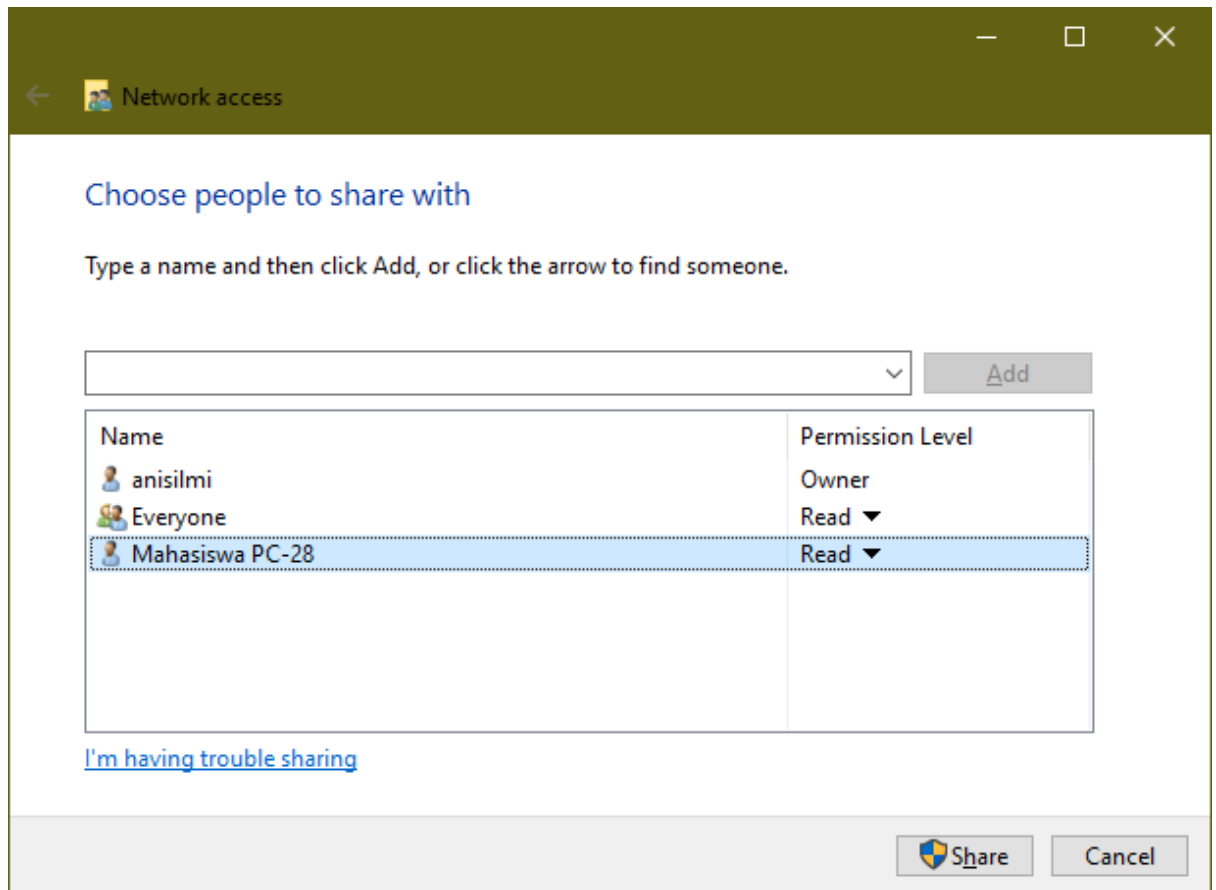 Network access
Choose people to share with
Type a name and then click Add, or click the arrow to find someone.
Add
Name Permission Level
anisilmi Owner
Everyone Read
Mahasiswa PC-28 Read
I'm having trouble sharing
Share Cancel